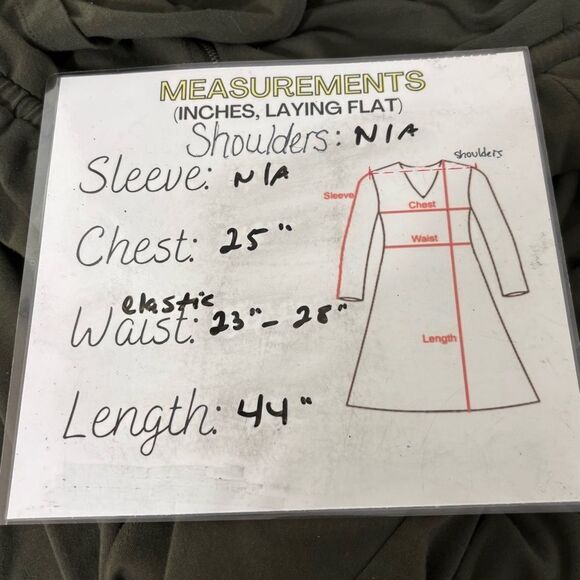 MEASUREMENTS
(INCHES, LAYING FLAT)
Shoulders: N/A
Sleeve: N/A
Chest: 25"
elastic
Waist: 23"- 28"
Length: 44"
shoulders
Sleeve
Chest
Waist
Length